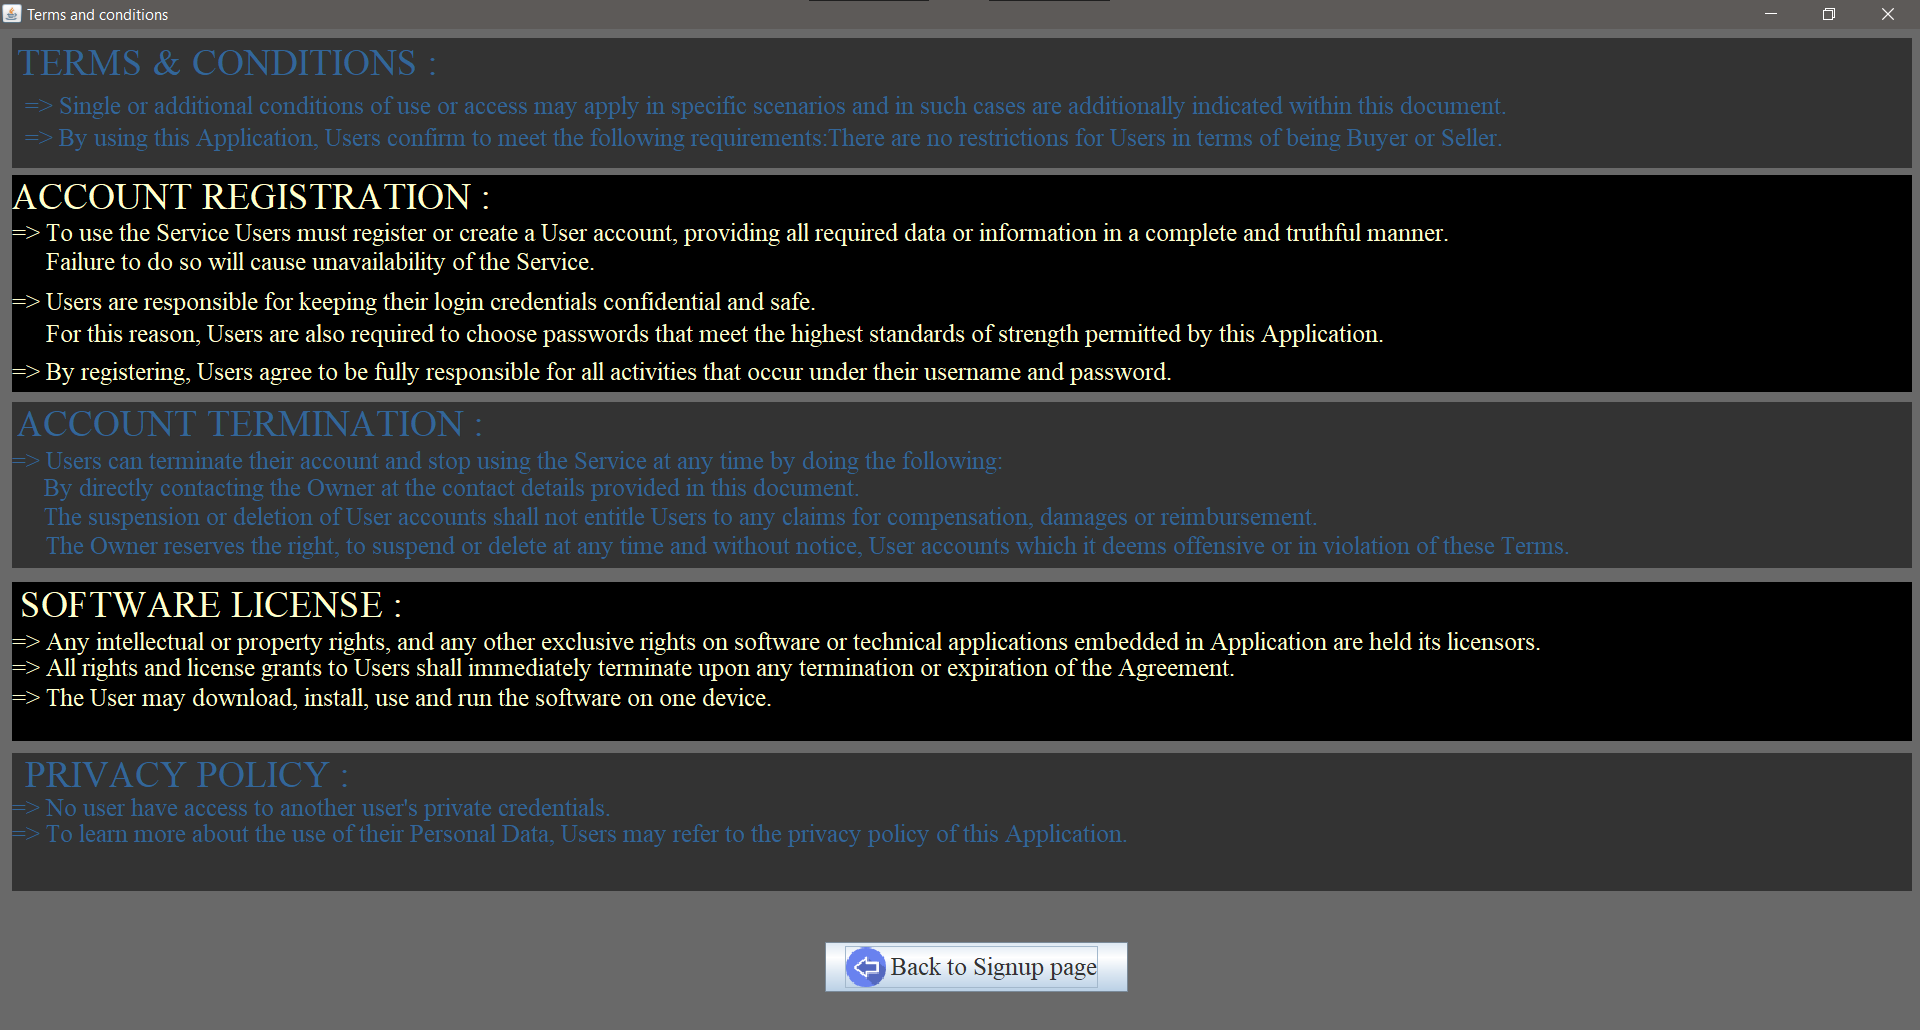 Terms and conditions
TERMS & CONDITIONS :
=> Single or additional conditions of use or access may apply in specific scenarios and in such cases are additionally indicated within this document.
=> By using this Application, Users confirm to meet the following requirements:There are no restrictions for Users in terms of being Buyer or Seller.
ACCOUNT REGISTRATION :
=> To use the Service Users must register or create a User account, providing all required data or information in a complete and truthful manner.
Failure to do so will cause unavailability of the Service.
=> Users are responsible for keeping their login credentials confidential and safe.
For this reason, Users are also required to choose passwords that meet the highest standards of strength permitted by this Application.
=> By registering, Users agree to be fully responsible for all activities that occur under their username and password.
ACCOUNT TERMINATION :
=> Users can terminate their account and stop using the Service at any time by doing the following:
By directly contacting the Owner at the contact details provided in this document.
The suspension or deletion of User accounts shall not entitle Users to any claims for compensation, damages or reimbursement.
The Owner reserves the right, to suspend or delete at any time and without notice, User accounts which it deems offensive or in violation of these Terms.
SOFTWARE LICENSE :
=> Any intellectual or property rights, and any other exclusive rights on software or technical applications embedded in Application are held its licensors.
=> All rights and license grants to Users shall immediately terminate upon any termination or expiration of the Agreement.
=> The User may download, install, use and run the software on one device.
PRIVACY POLICY :
=> No user have access to another user's private credentials.
=> To learn more about the use of their Personal Data, Users may refer to the privacy policy of this Application.
Back to Signup page